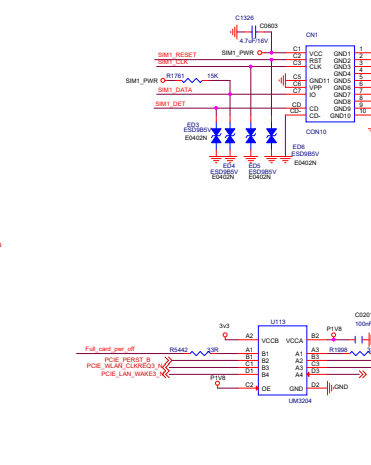 C1326
C0603
4.7uF/16V
CN1
SIM1_RESET
SIM1_CLK
SIM1_PWR
C1 VCC GND1 1
C2 RST GND2 2
C3 CLK GND3 3
GND4 4
C5 GND11 GND5 5
C6 VPP GND6 6
C7 IO GND7 7
GND8 8
CD CD GND9 9
CD- CD- GND10 10
CON10
SIM1_PWR R1761 15K
SIM1_DATA
SIM1_DET
ED3
ESD9B5V
E0402N
ED4
ESD9B5V
E0402N
ED5
ESD9B5V
E0402N
ED6
ESD9B5V
E0402N
3v3
U113
P1V8
C020
100nF
A2 VCCB VCCA B2
Full_card_pwr_off
R5442 33R
A1 B1 A1 A3
R1998
PCIE_PERST_B B1 B2 A2 B3
PCIE_WLAN_CLKREQ3_N C1 B3 A3 C3
PCIE_LAN_WAKE3_N D1 B4 A4 D3
P1V8
C2 OE GND D2 GND
UM3204